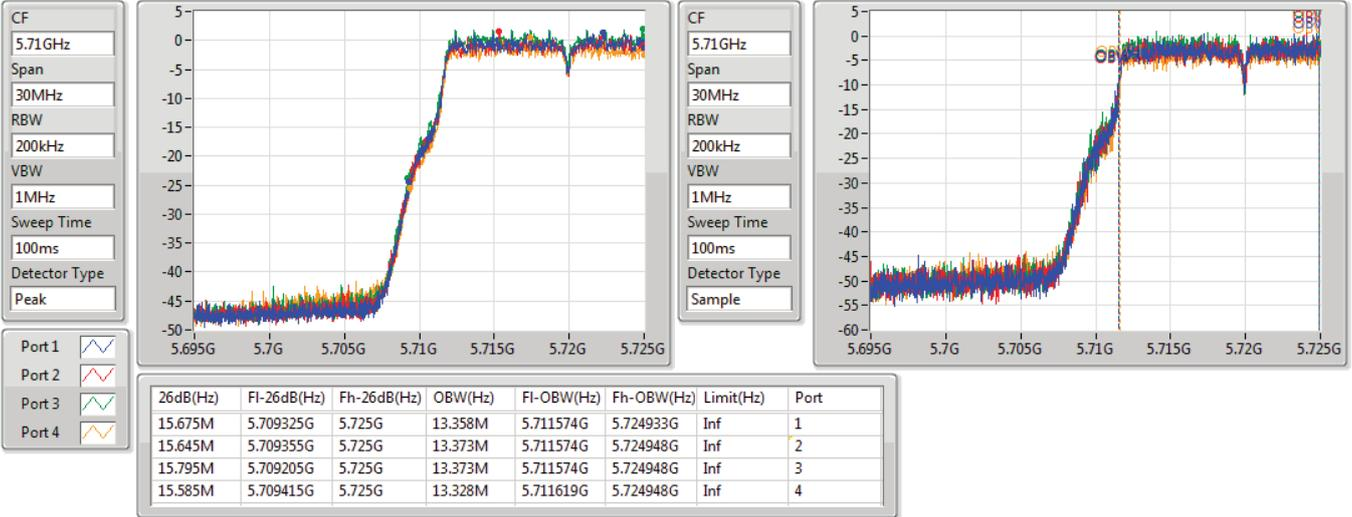 CF
5.71GHz
Span
30MHz
RBW
200kHz
VBW
1MHz
Sweep Time
100ms
Detector Type
Peak
5
0
-5
-10
-15
-20
-25
-30
-35
-40
-45
-50
5.695G 5.7G 5.705G 5.71G 5.715G 5.72G 5.725G
CF
5.71GHz
Span
30MHz
RBW
200kHz
VBW
1MHz
Sweep Time
100ms
Detector Type
Sample
5
0
-5
-10
-15
-20
-25
-30
-35
-40
-45
-50
-55
-60
5.695G 5.7G 5.705G 5.71G 5.715G 5.72G 5.725G
Port 1
Port 2
Port 3
Port 4
26dB(Hz) Fl-26dB(Hz) Fh-26dB(Hz) OBW(Hz) Fl-OBW(Hz) Fh-OBW(Hz) Limit(Hz) Port
15.675M 5.709325G 5.725G 13.358M 5.711574G 5.724933G Inf 1
15.645M 5.709355G 5.725G 13.373M 5.711574G 5.724948G Inf 2
15.795M 5.709205G 5.725G 13.373M 5.711574G 5.724948G Inf 3
15.585M 5.709415G 5.725G 13.328M 5.711619G 5.724948G Inf 4